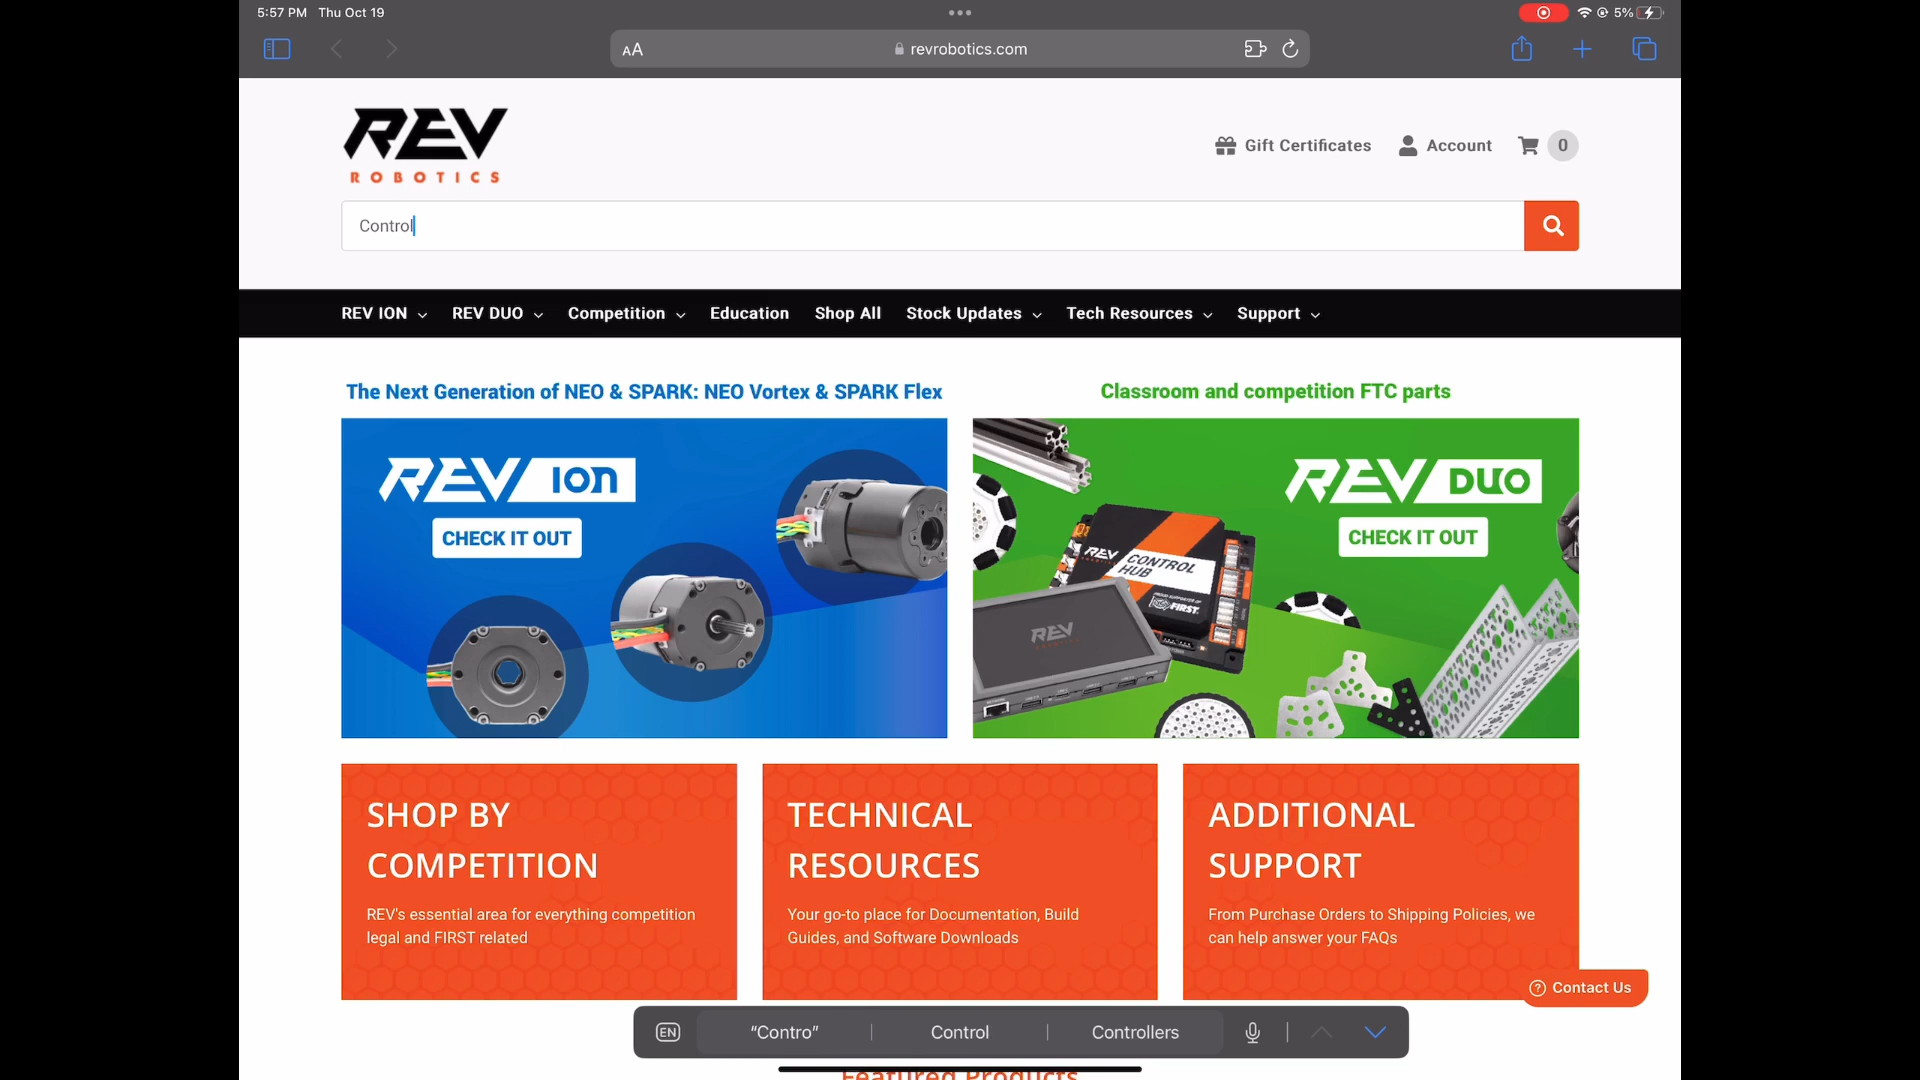 5:57 PM Thu Oct 19
5%
AA
revrobotics.com
REV
ROBOTICS
Gift Certificates
Account
0
Control
REV ION
REV DUO
Competition
Education
Shop All
Stock Updates
Tech Resources
Support
The Next Generation of NEO & SPARK: NEO Vortex & SPARK Flex
Classroom and competition FTC parts
REV ION
CHECK IT OUT
REV DUO
CHECK IT OUT
REV
CONTROL
HUB
FIRST
REV
SHOP BY
COMPETITION
REV's essential area for everything competition
legal and FIRST related
TECHNICAL
RESOURCES
Your go-to place for Documentation, Build
Guides, and Software Downloads
ADDITIONAL
SUPPORT
From Purchase Orders to Shipping Policies, we
can help answer your FAQs
Contact Us
EN
“Contro”
Control
Controllers
Featured Products